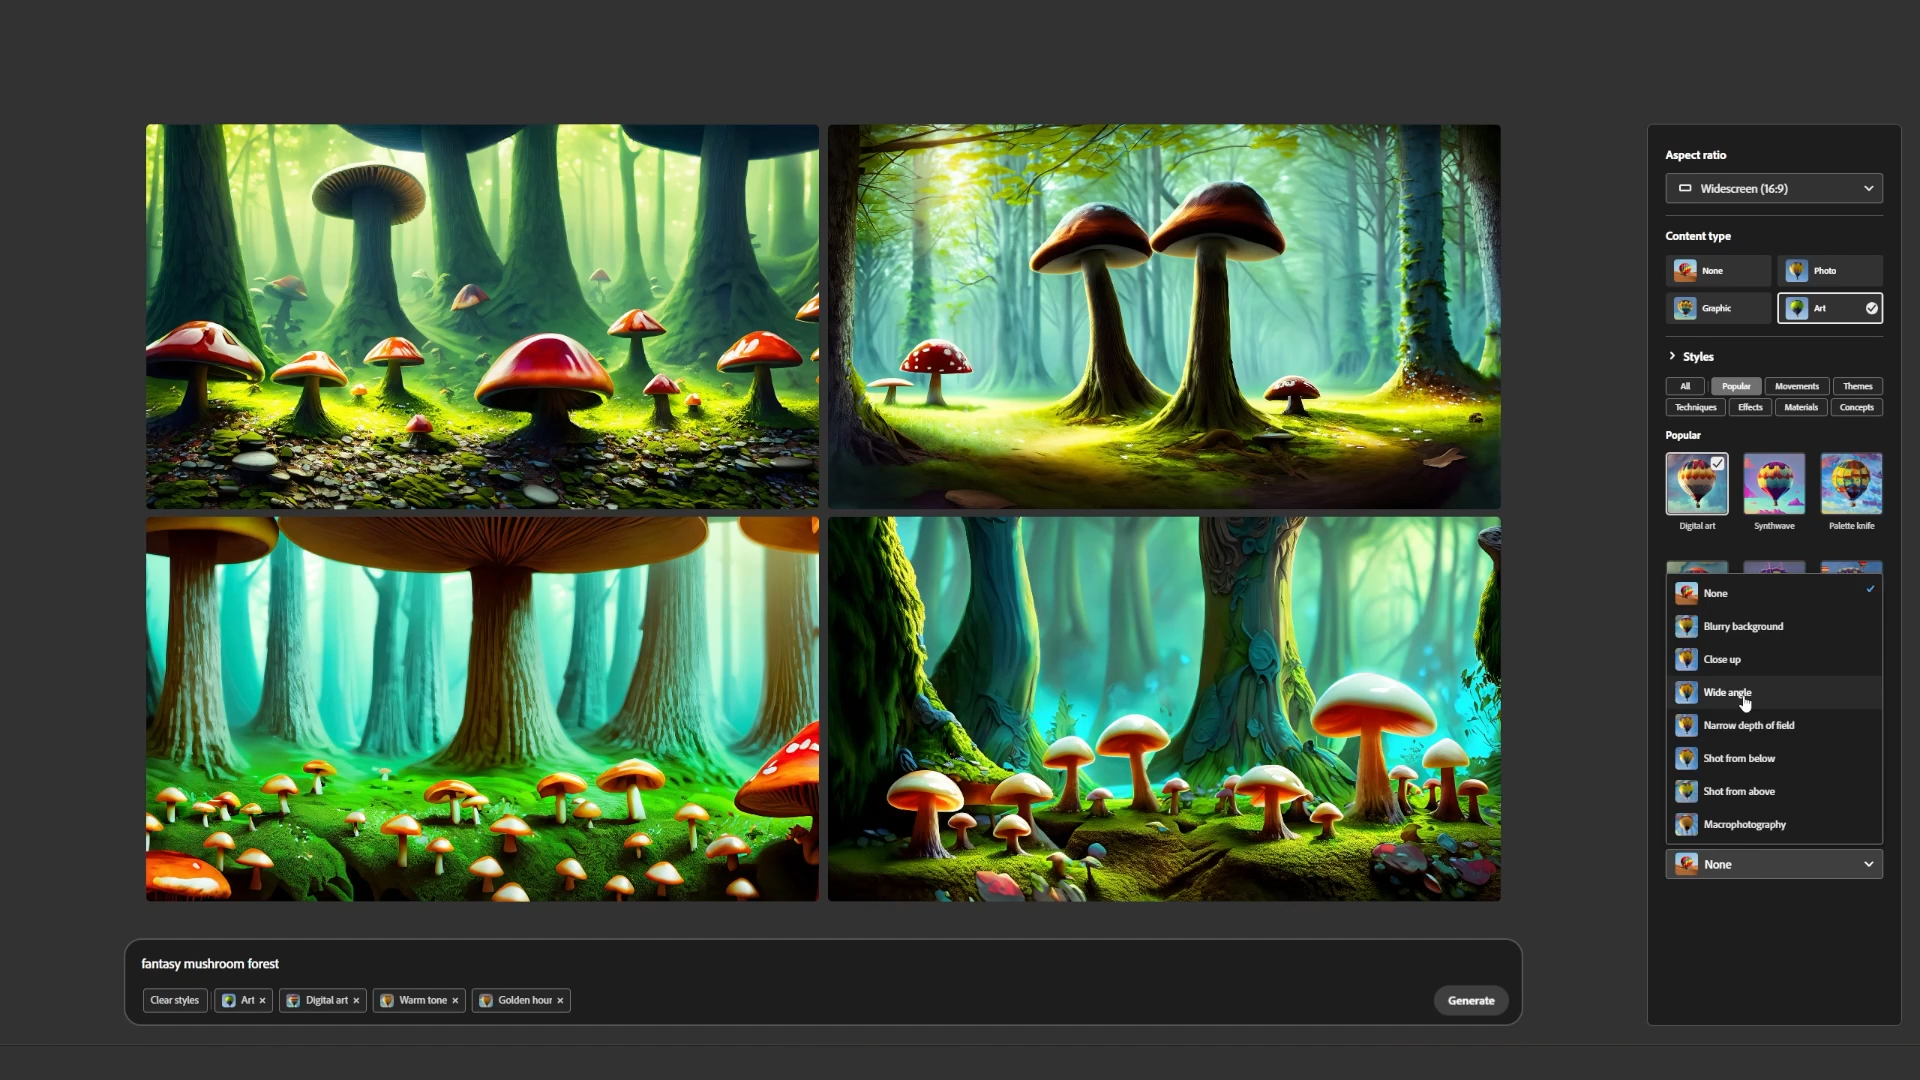 Aspect ratio
Widescreen (16:9)
Content type
None
Photo
Graphic
Art
Styles
All
Popular
Movements
Themes
Techniques
Effects
Materials
Concepts
Popular
Digital art
Synthwave
Palette knife
None
Blurry background
Close up
Wide angle
Narrow depth of field
Shot from below
Shot from above
Macrophotography
None
fantasy mushroom forest
Clear styles
Art
Digital art
Warm tone
Golden hour
Generate